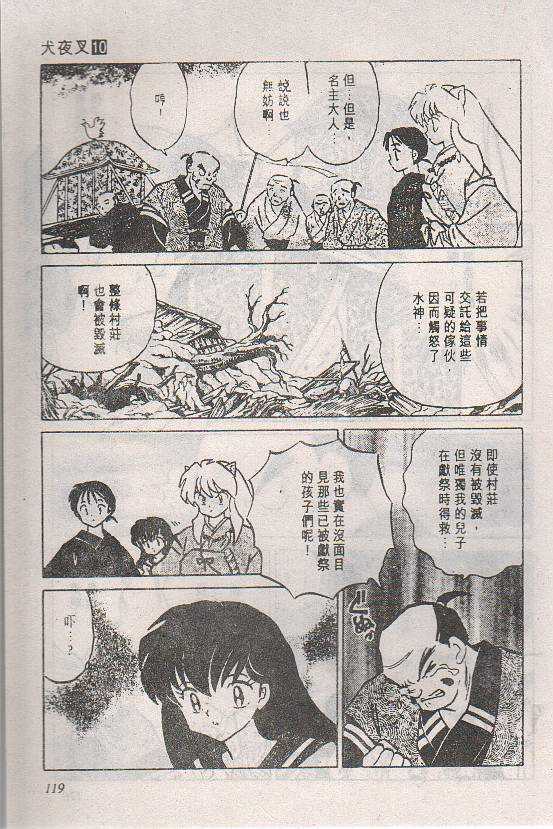 犬夜叉10
但…但是，
名主大人…
說說也
無妨啊…
哼！
若把事情
交託給這些
可疑的傢伙，
因而觸怒了
水神…
整條村莊
也會被毀滅
啊！
即使村莊
沒有被毀滅，
但唯獨我的兒子
在獻祭時得救…
我也實在沒面目
見那些已被獻祭
的孩子們呢！
吓…？
119